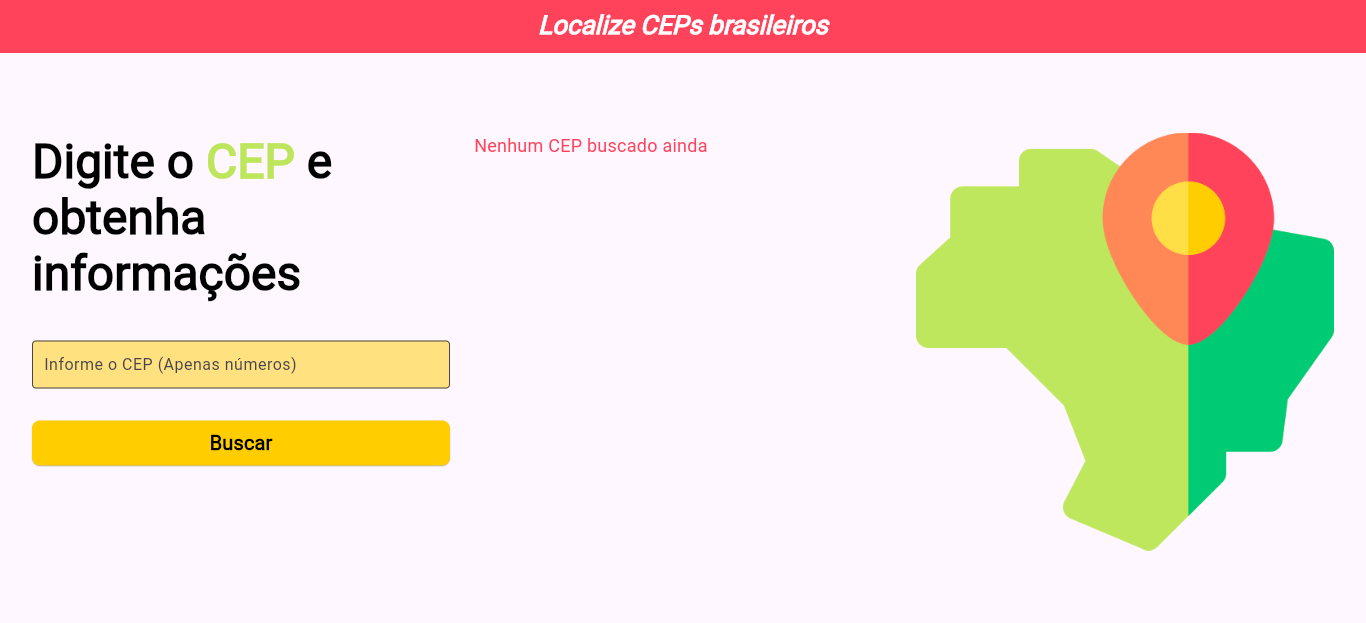 Localize CEPs brasileiros
Digite o CEP e
obtenha
informações
Nenhum CEP buscado ainda
Informe o CEP (Apenas números)
Buscar